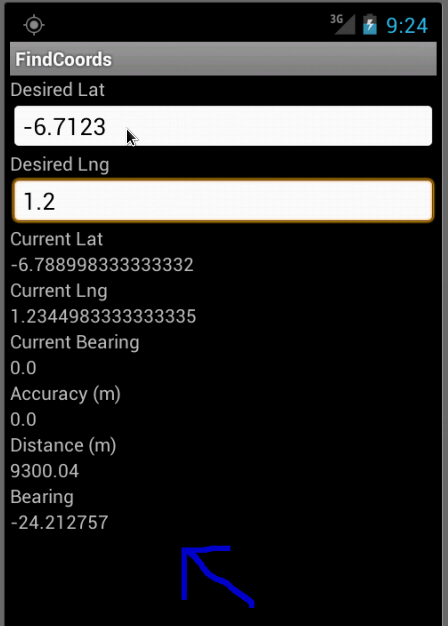 3G 9:24
FindCoords
Desired Lat
-6.7123
Desired Lng
1.2
Current Lat
-6.788998333333332
Current Lng
1.2344983333333335
Current Bearing
0.0
Accuracy (m)
0.0
Distance (m)
9300.04
Bearing
-24.212757